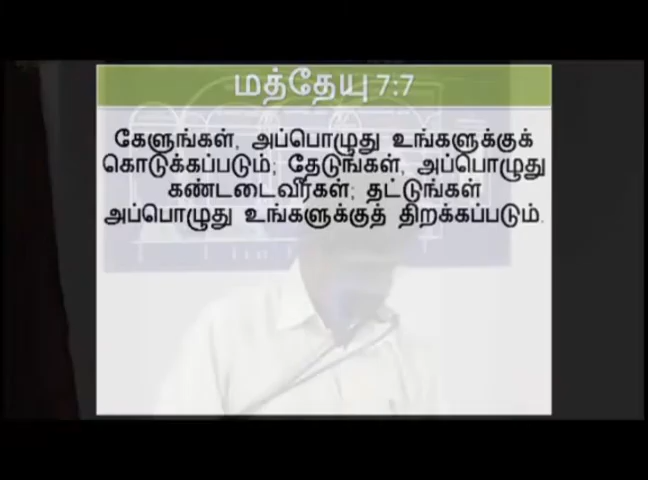 மத்தேயு 7:7
கேளுங்கள், அப்பொழுது உங்களுக்குக்
கொடுக்கப்படும்; தேடுங்கள், அப்பொழுது
கண்டடைவீர்கள்; தட்டுங்கள்
அப்பொழுது உங்களுக்குத் திறக்கப்படும்.